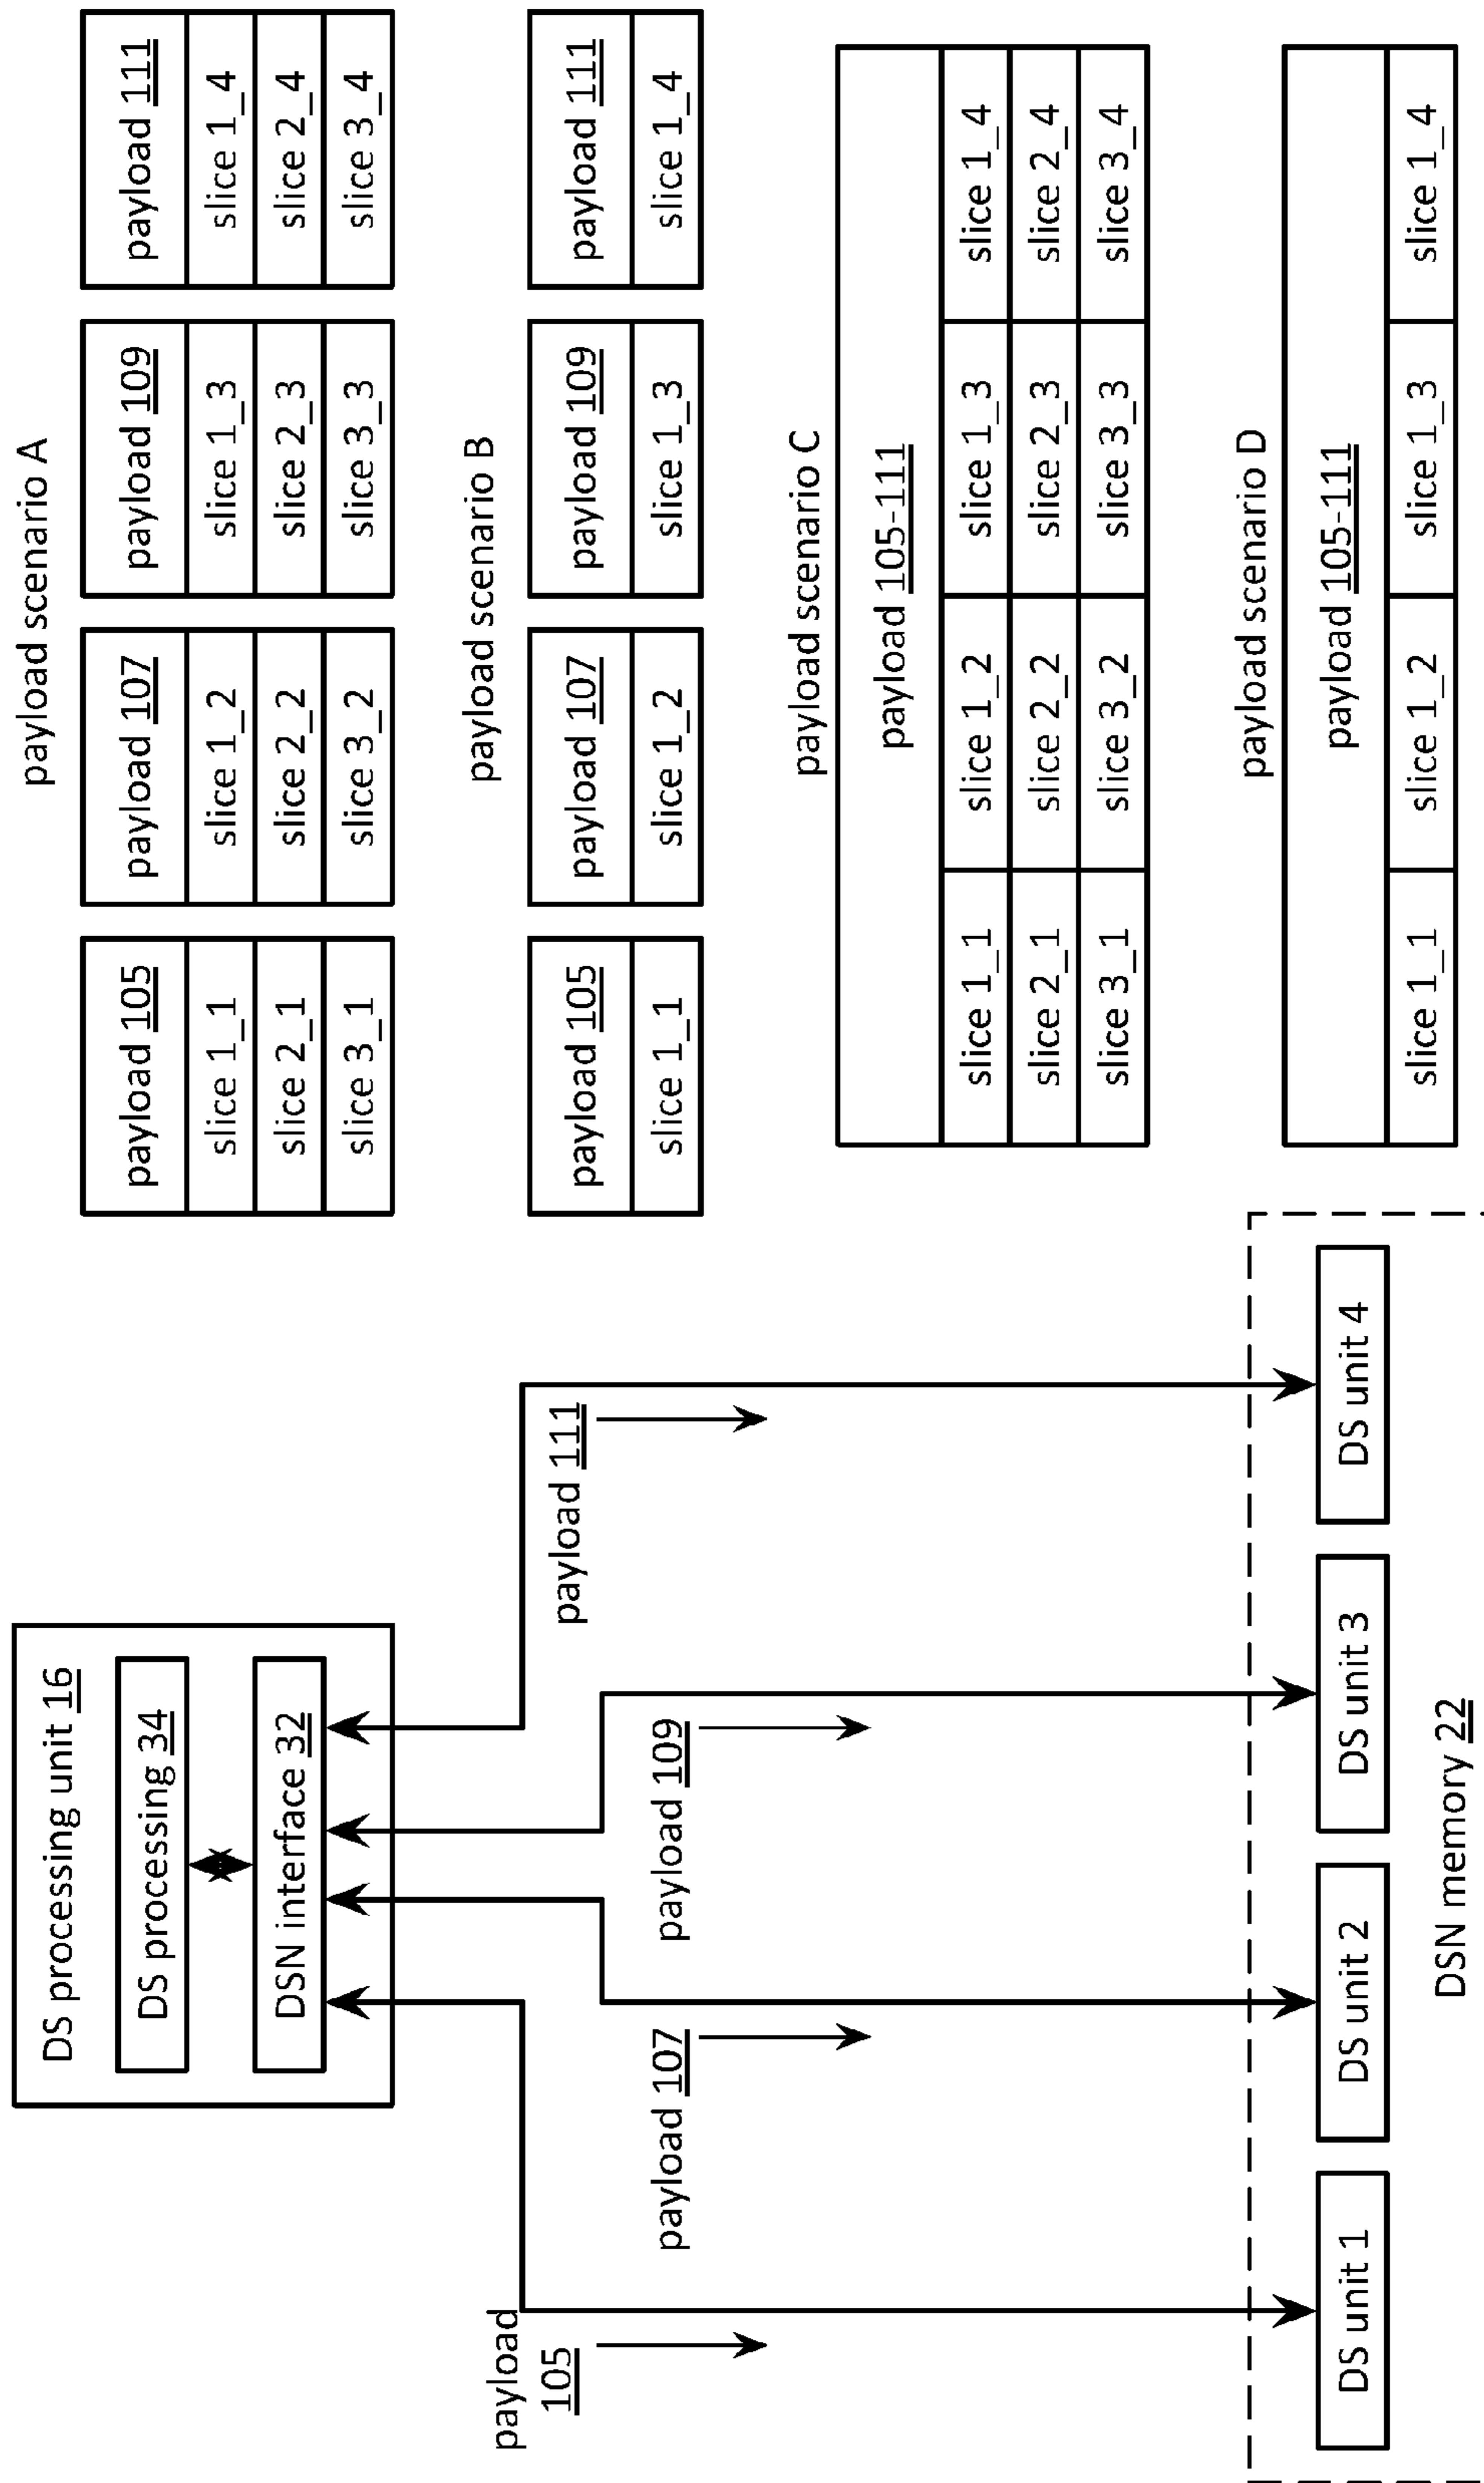 DS processing unit 16
DS processing 34
DSN interface 32
payload
105
payload 107
payload 109
payload 111
DS unit 1
DS unit 2
DS unit 3
DS unit 4
DSN memory 22
payload scenario A
payload 105
payload 107
payload 109
payload 111
slice 1_1
slice 1_2
slice 1_3
slice 1_4
slice 2_1
slice 2_2
slice 2_3
slice 2_4
slice 3_1
slice 3_2
slice 3_3
slice 3_4
payload scenario B
payload 105
payload 107
payload 109
payload 111
slice 1_1
slice 1_2
slice 1_3
slice 1_4
payload scenario C
payload 105-111
slice 1_1
slice 1_2
slice 1_3
slice 1_4
slice 2_1
slice 2_2
slice 2_3
slice 2_4
slice 3_1
slice 3_2
slice 3_3
slice 3_4
payload scenario D
payload 105-111
slice 1_1
slice 1_2
slice 1_3
slice 1_4